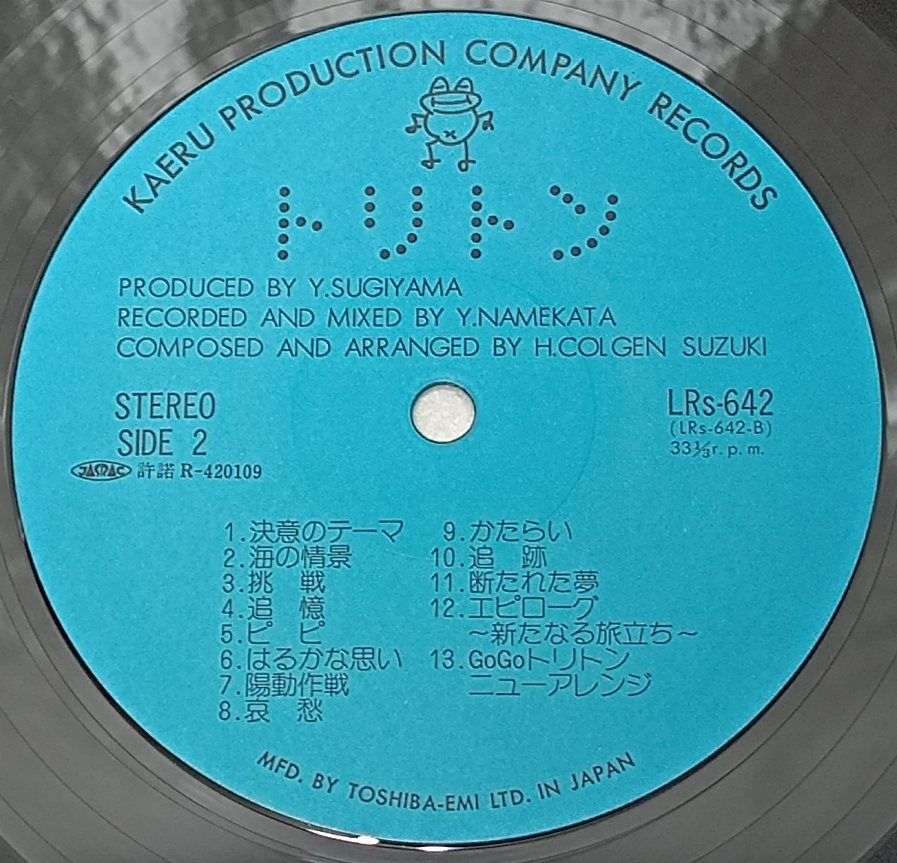 KAERU PRODUCTION COMPANY RECORDS
トリトン
PRODUCED BY Y.SUGIYAMA
RECORDED AND MIXED BY Y.NAMEKATA
COMPOSED AND ARRANGED BY H.COLGEN SUZUKI
STEREO
SIDE 2
JASRAC 許諾 R-420109
LRs-642
(LRs-642-B)
33⅓r.p.m.
1.決意のテーマ
2.海の情景
3.挑 戦
4.追 憶
5.ピ ピ
6.はるかな思い
7.陽動作戦
8.哀 愁
9.かたらい
10.追 跡
11.断たれた夢
12.エピローグ
~新たなる旅立ち~
13.GoGoトリトン
ニューアレンジ
MFD. BY TOSHIBA-EMI LTD. IN JAPAN